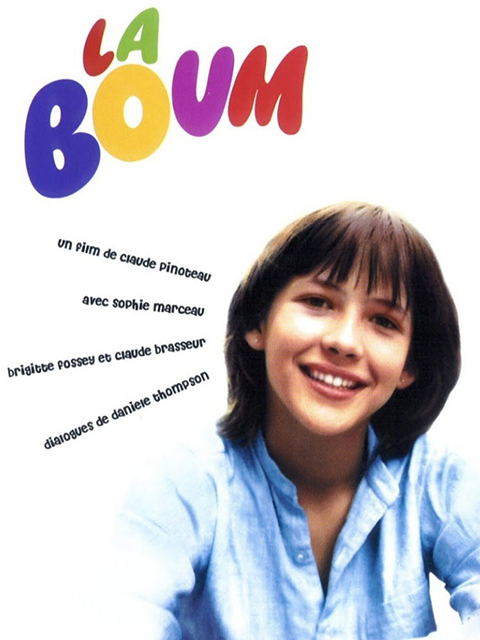 LA
BOUM
un film de claude pinoteau
avec sophie marceau
brigitte fossey et claude brasseur
dialogues de daniele thompson